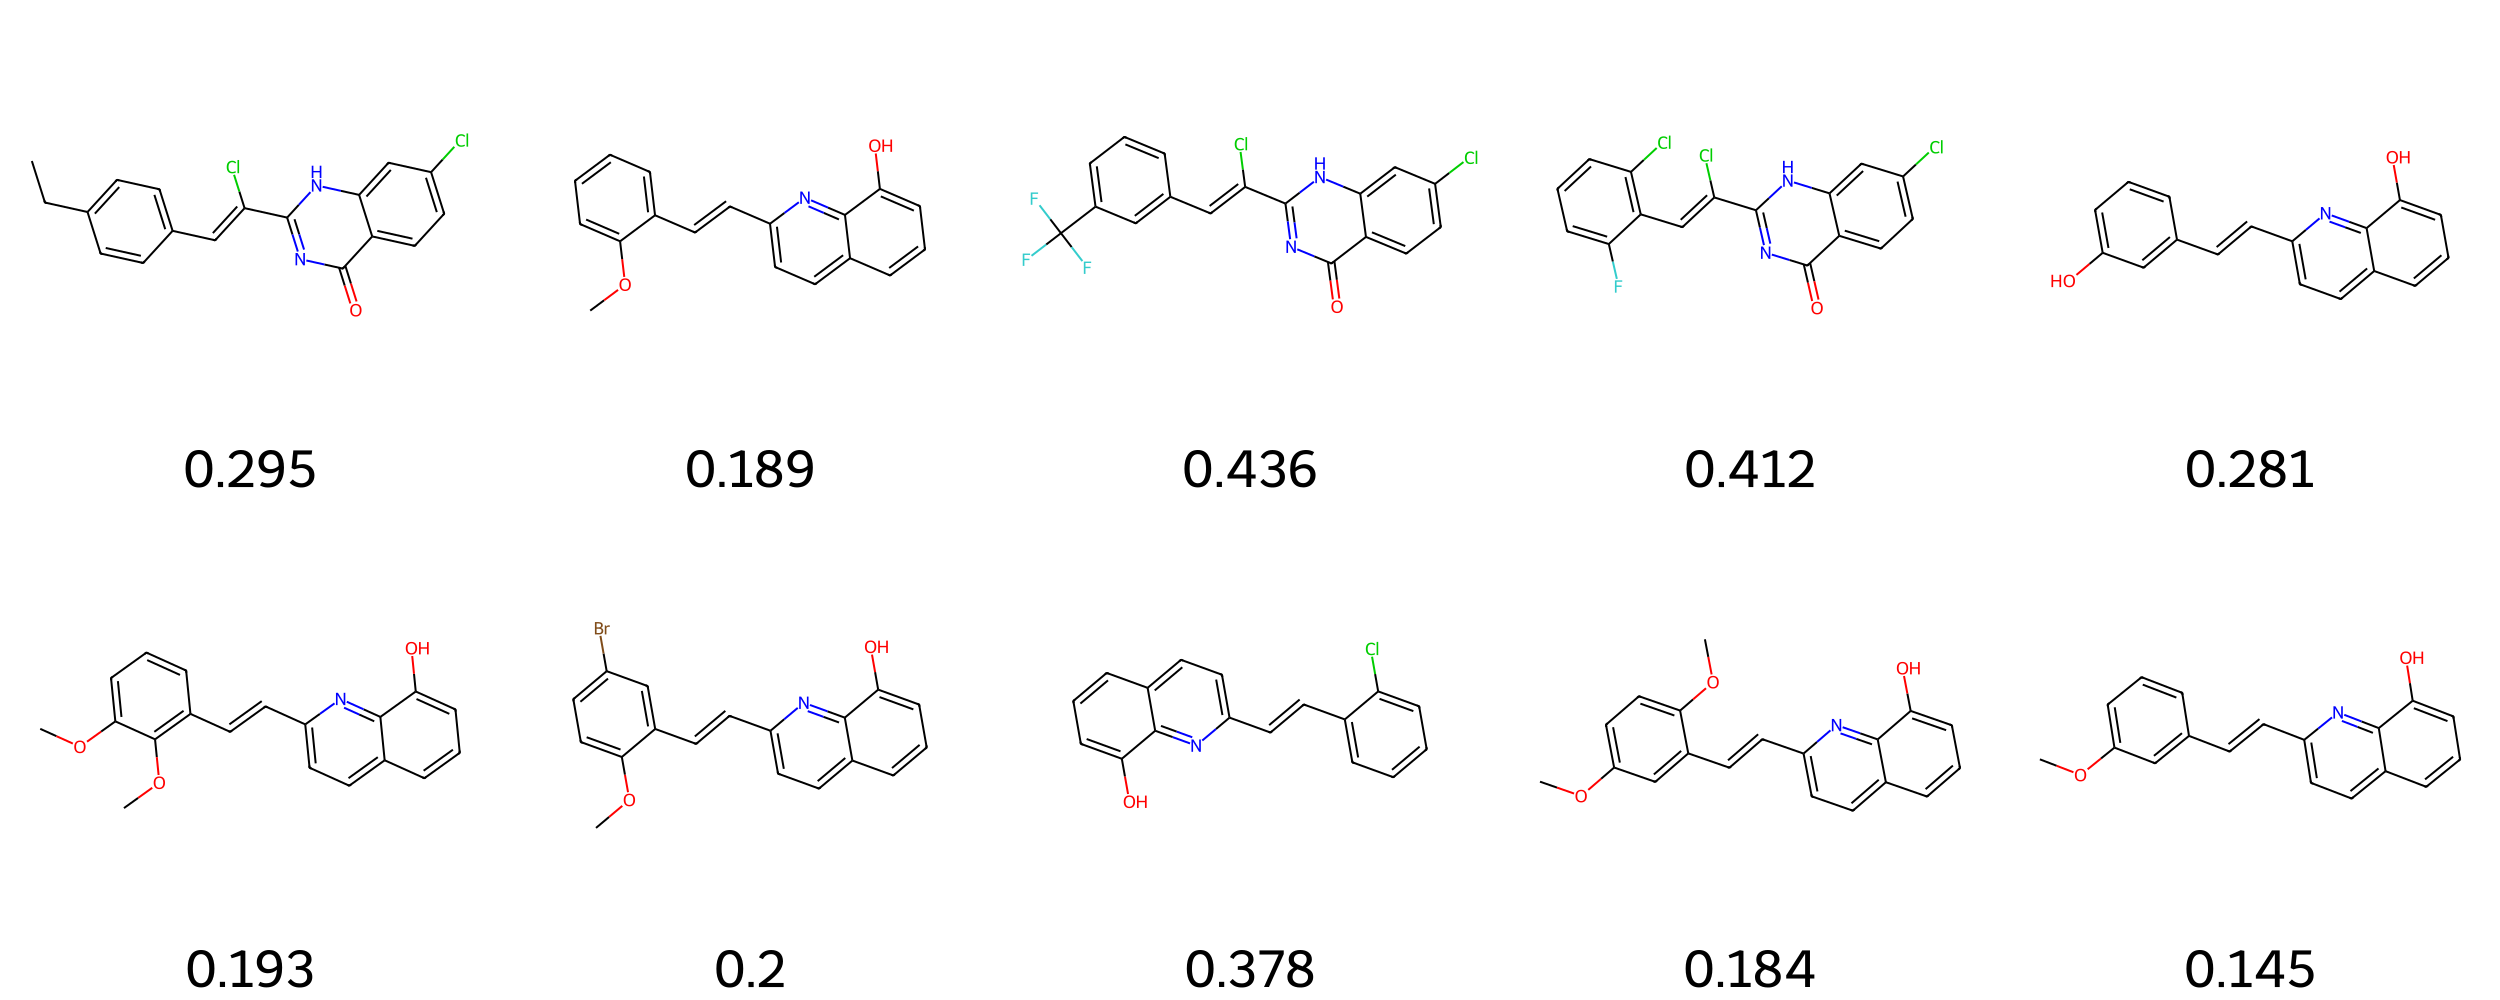 Cl Cl H N N O
OH N O
Cl Cl H N N O F F F
Cl Cl Cl H N N O F
OH N HO
0.295 0.189 0.436 0.412 0.281
OH N O O
Br OH N O
Cl N OH
O OH N O
OH N O
0.193 0.2 0.378 0.184 0.145